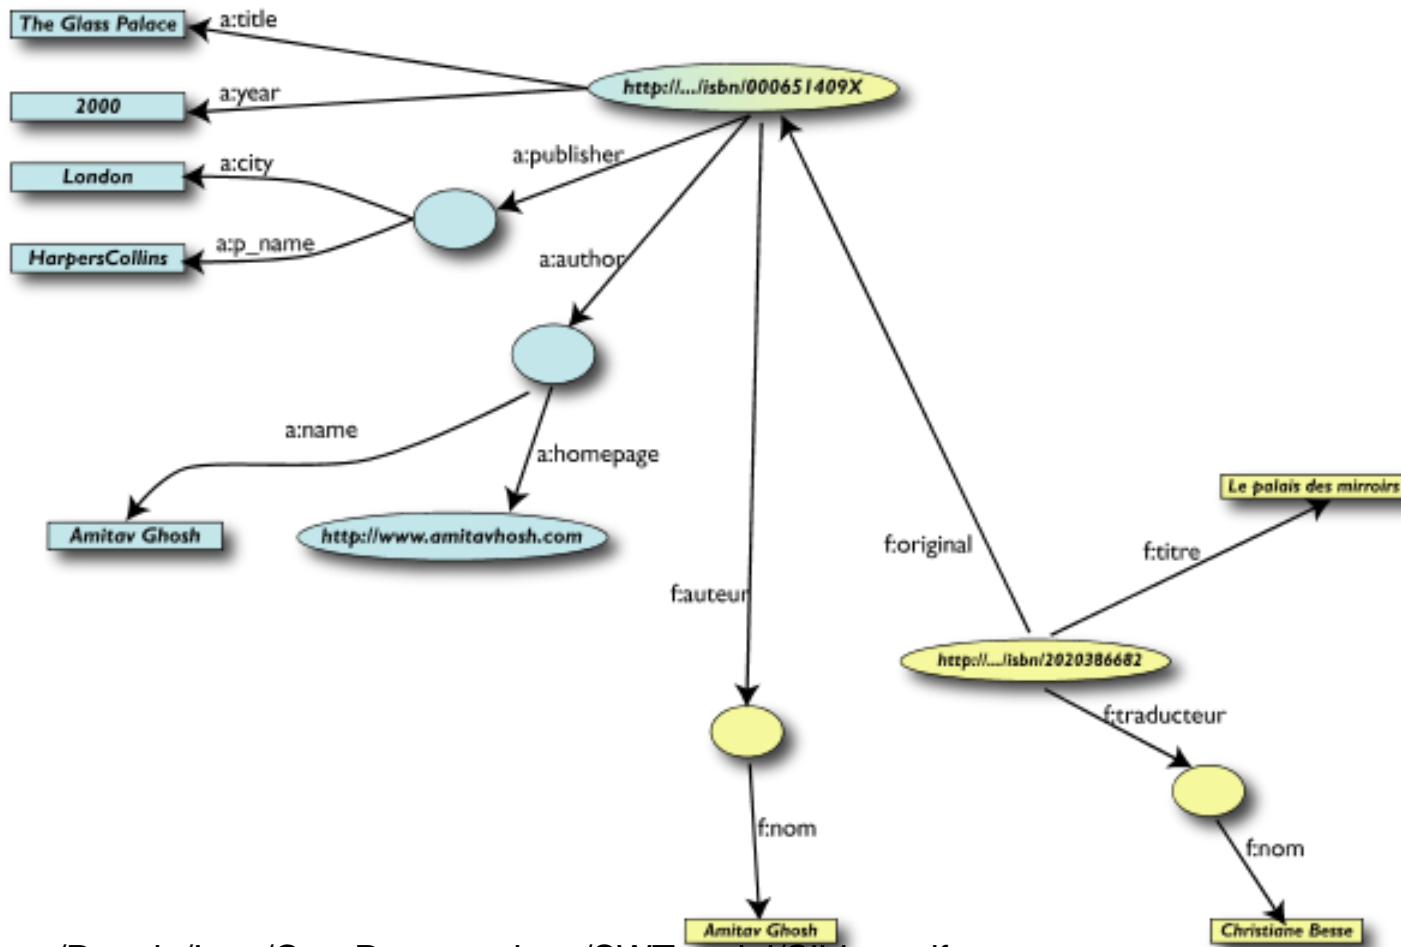 The Glass Palace
a:title
http://.../isbn/000651409X
2000
a:year
a:publisher
London
a:city
HarpersCollins
a:p_name
a:author
a:name
a:homepage
Amitav Ghosh
http://www.amitavhosh.com
Le palais des mirroirs
f:original
f:titre
f:auteur
http://.../isbn/2020386682
f:traducteur
f:nom
f:nom
Amitav Ghosh
Christiane Besse